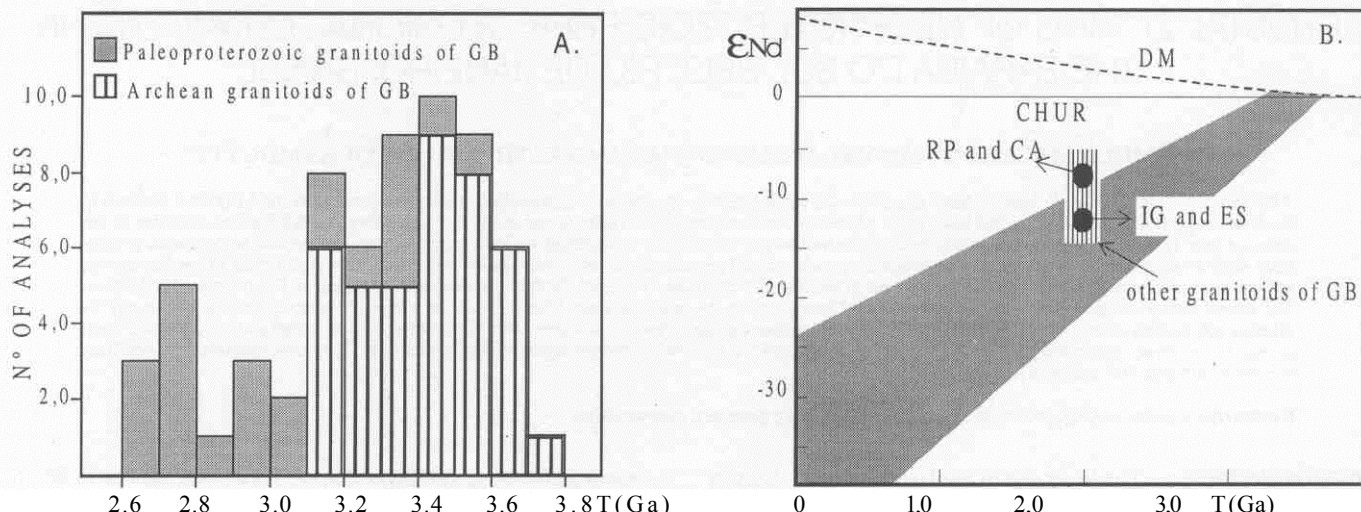 A.
Paleoproterozoic granitoids of GB
Archean granitoids of GB
Nº OF ANALYSES
10,0
8,0
6,0
4,0
2,0
2,6 2,8 3,0 3,2 3,4 3,6 3,8 T(Ga)
B.
εNd
DM
0
CHUR
RP and CA
-10
IG and ES
-20
other granitoids of GB
-30
0 1,0 2,0 3,0 T(Ga)